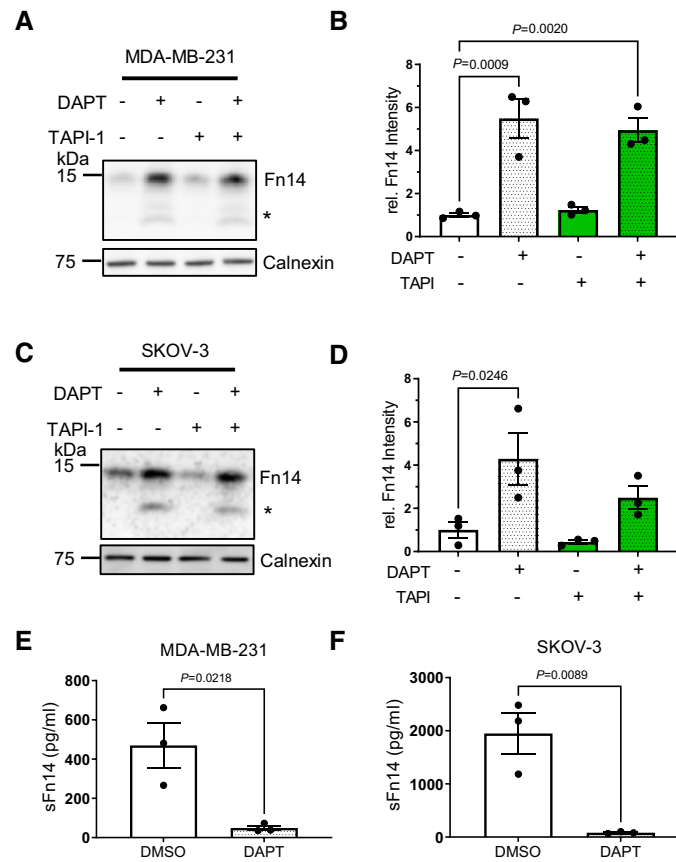 A
MDA-MB-231
DAPT - + - +
TAPI-1 - - + +
kDa
15 Fn14
*
75 Calnexin
B
P=0.0020
P=0.0009
rel. Fn14 Intensity
8
6
4
2
0
DAPT - + - +
TAPI - - + +
C
SKOV-3
DAPT - + - +
TAPI-1 - - + +
kDa
15 Fn14
*
75 Calnexin
D
P=0.0246
rel. Fn14 Intensity
8
6
4
2
0
DAPT - + - +
TAPI - - + +
E
MDA-MB-231
P=0.0218
sFn14 (pg/ml)
800
600
400
200
0
DMSO DAPT
F
SKOV-3
P=0.0089
sFn14 (pg/ml)
3000
2000
1000
0
DMSO DAPT